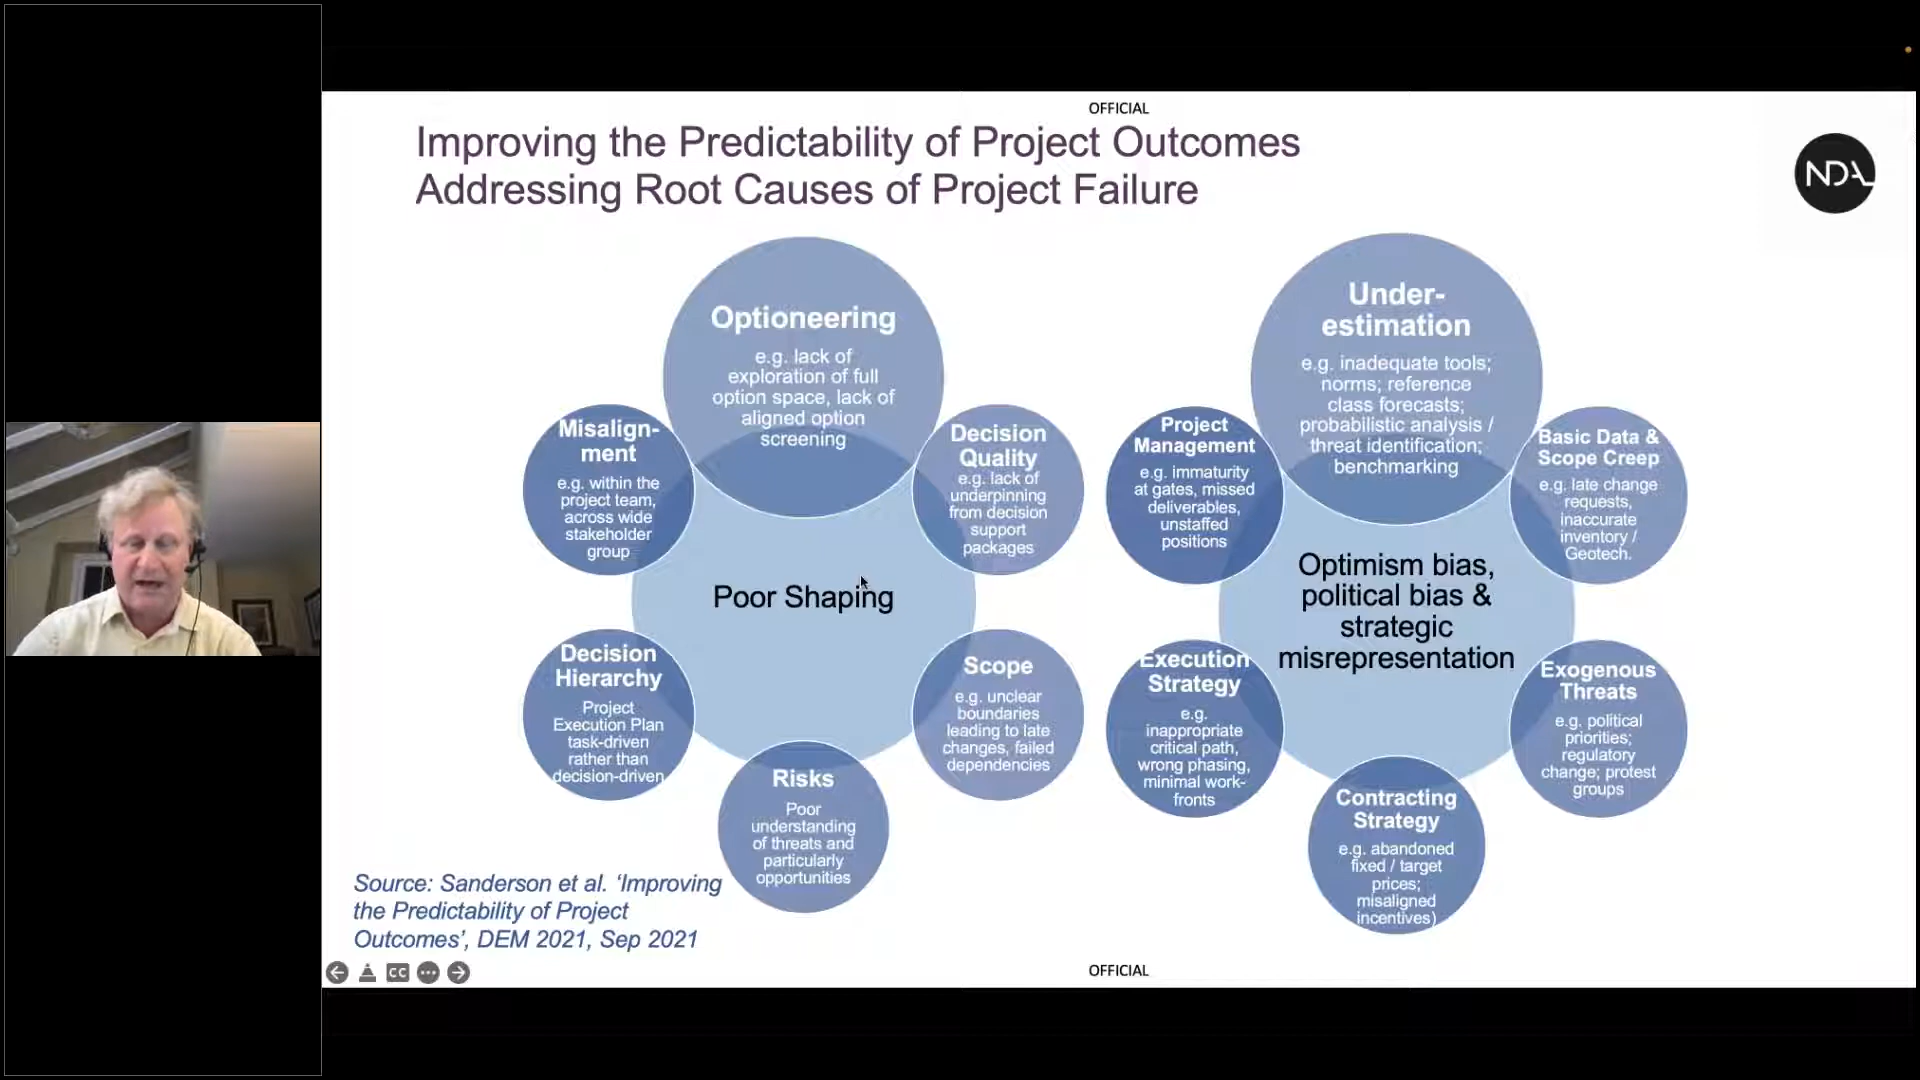 OFFICIAL
Improving the Predictability of Project Outcomes
Addressing Root Causes of Project Failure
NDA
Optioneering
e.g. lack of
exploration of full
option space, lack of
aligned option
screening
Misalign-
ment
e.g. within the
project team,
across wide
stakeholder
group
Decision
Quality
e.g. lack of
underpinning
from decision
support
packages
Poor Shaping
Decision
Hierarchy
Project
Execution Plan
task-driven
rather than
decision-driven
Scope
e.g. unclear
boundaries
leading to late
changes, failed
dependencies
Risks
Poor
understanding
of threats and
particularly
opportunities
Under-
estimation
e.g. inadequate tools;
norms; reference
class forecasts;
probabilistic analysis /
threat identification;
benchmarking
Project
Management
e.g. immaturity
at gates, missed
deliverables,
unstaffed
positions
Basic Data &
Scope Creep
e.g. late change
requests,
inaccurate
inventory /
Geotech.
Optimism bias,
political bias &
strategic
misrepresentation
Execution
Strategy
e.g.
inappropriate
critical path,
wrong phasing,
minimal work-
fronts
Exogenous
Threats
e.g. political
priorities;
regulatory
change; protest
groups
Contracting
Strategy
e.g. abandoned
fixed / target
prices;
misaligned
incentives)
Source: Sanderson et al. ‘Improving
the Predictability of Project
Outcomes’, DEM 2021, Sep 2021
CC
OFFICIAL